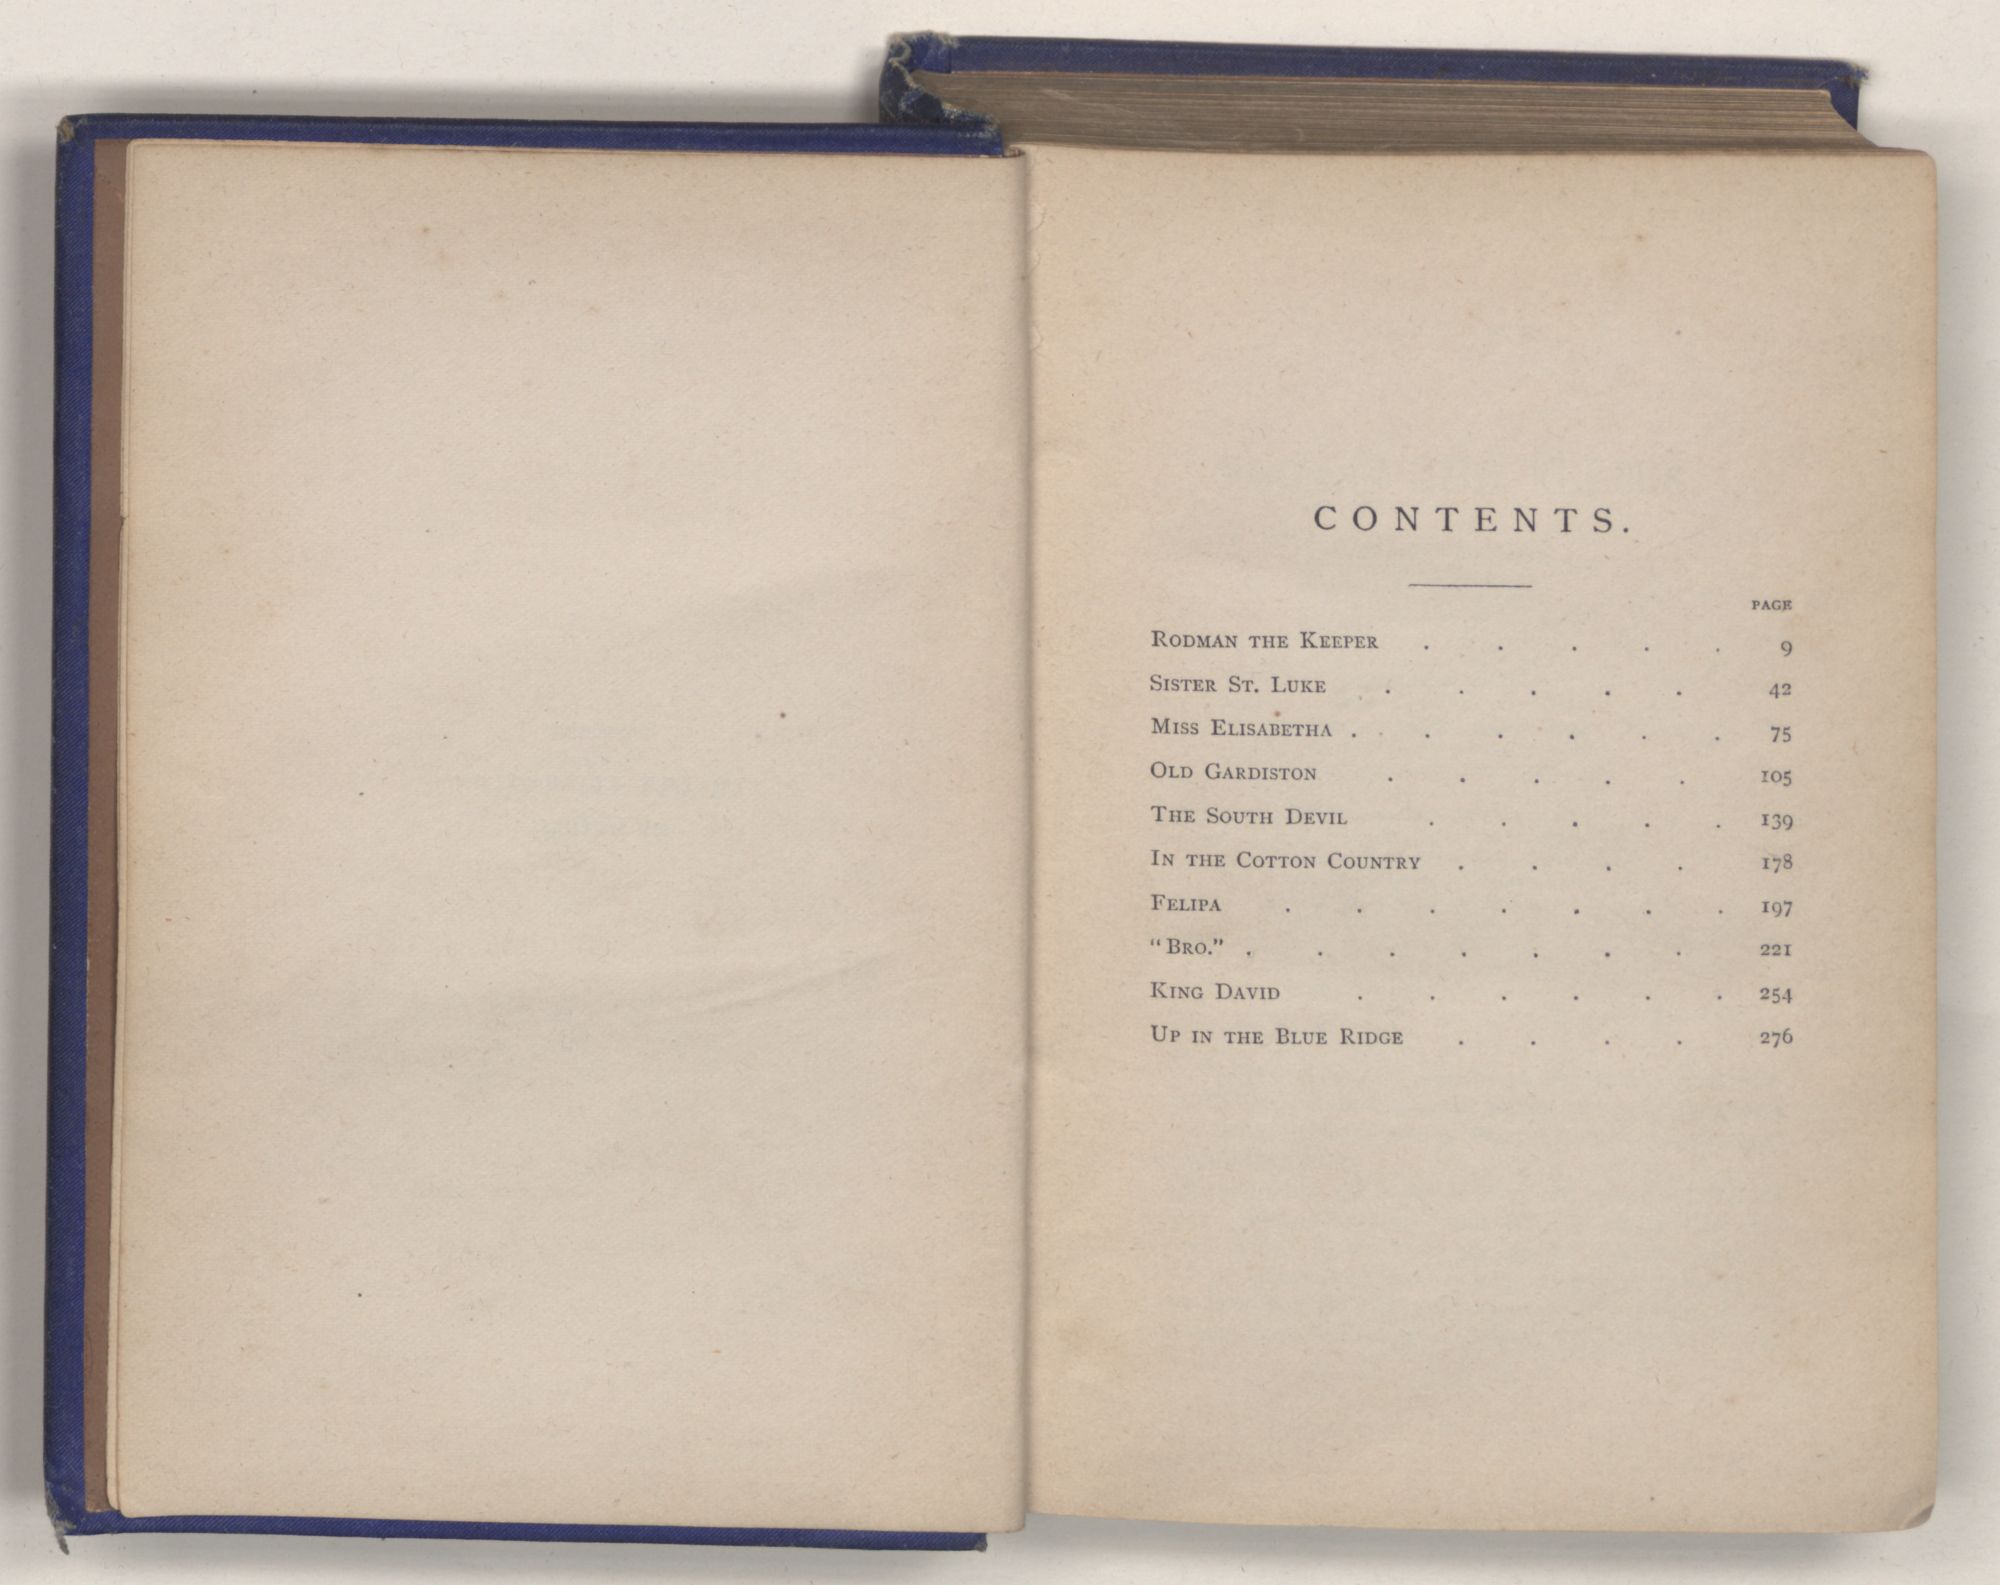 CONTENTS.
PAGE
RODMAN THE KEEPER . . . . . 9
SISTER ST. LUKE . . . . . 42
MISS ELISABETHA . . . . . . 75
OLD GARDISTON . . . . . 105
THE SOUTH DEVIL . . . . . 139
IN THE COTTON COUNTRY . . . . 178
FELIPA . . . . . . . 197
“BRO.” . . . . . . . 221
KING DAVID . . . . . . 254
UP IN THE BLUE RIDGE . . . . 276